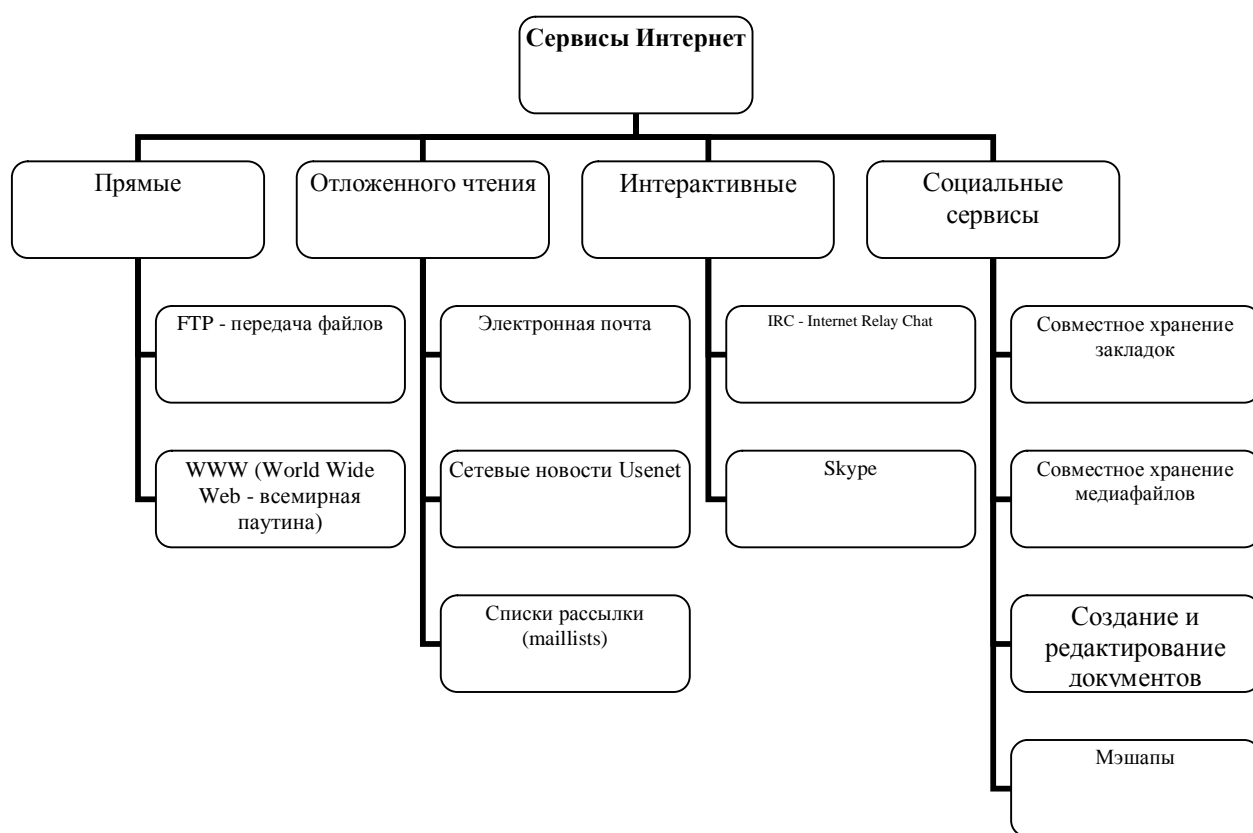 Сервисы Интернет
Прямые
Отложенного чтения
Интерактивные
Социальные
сервисы
FTP - передача файлов
Электронная почта
IRC - Internet Relay Chat
Совместное хранение
закладок
WWW (World Wide
Web - всемирная
паутина)
Сетевые новости Usenet
Skype
Совместное хранение
медиафайлов
Списки рассылки
(maillists)
Создание и
редактирование
документов
Мэшапы